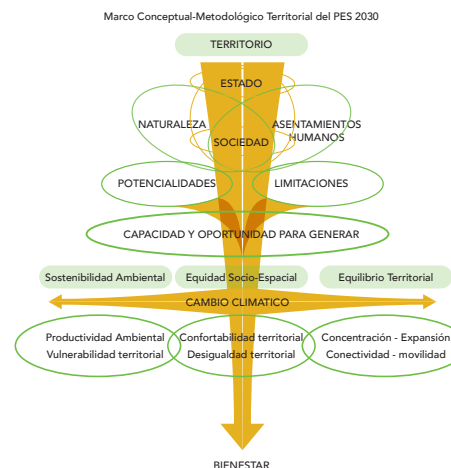 Marco Conceptual-Metodológico Territorial del PES 2030
TERRITORIO
ESTADO
NATURALEZA
ASENTAMIENTOS
HUMANOS
SOCIEDAD
POTENCIALIDADES
LIMITACIONES
CAPACIDAD Y OPORTUNIDAD PARA GENERAR
Sostenibilidad Ambiental
Equidad Socio-Espacial
Equilibrio Territorial
CAMBIO CLIMATICO
Productividad Ambiental
Vulnerabilidad territorial
Confortabilidad territorial
Desigualdad territorial
Concentración - Expansión
Conectividad - movilidad
BIENESTAR